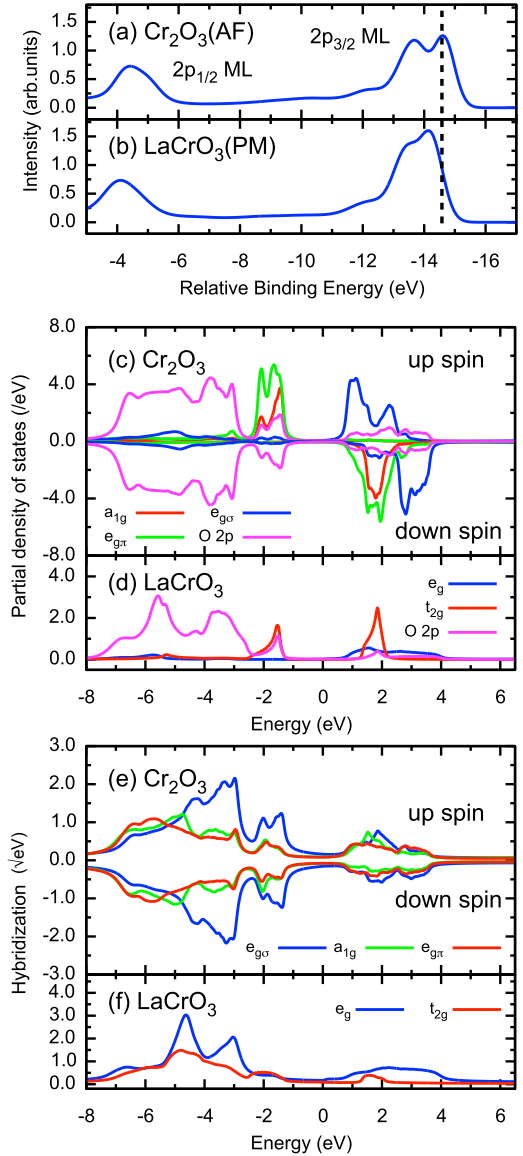 (a) Cr₂O₃(AF)
2p₃/₂ ML
2p₁/₂ ML
1.5
1.0
0.5
0.0
(b) LaCrO₃(PM)
1.5
1.0
0.5
0.0
Intensity (arb.units)
-4 -6 -8 -10 -12 -14 -16
Relative Binding Energy (eV)
8.0
4.0
0.0
-4.0
-8.0
(c) Cr₂O₃
up spin
a₁g
e_gσ
e_gπ
O 2p
down spin
4.0
2.0
0.0
(d) LaCrO₃
e_g
t₂g
O 2p
Partial density of states (/eV)
-8 -6 -4 -2 0 2 4 6
Energy (eV)
3.0
2.0
1.0
0.0
-1.0
-2.0
-3.0
(e) Cr₂O₃
up spin
down spin
e_gσ a₁g e_gπ
4.0
3.0
2.0
1.0
0.0
(f) LaCrO₃
e_g t₂g
Hybridization (√eV)
-8 -6 -4 -2 0 2 4 6
Energy (eV)